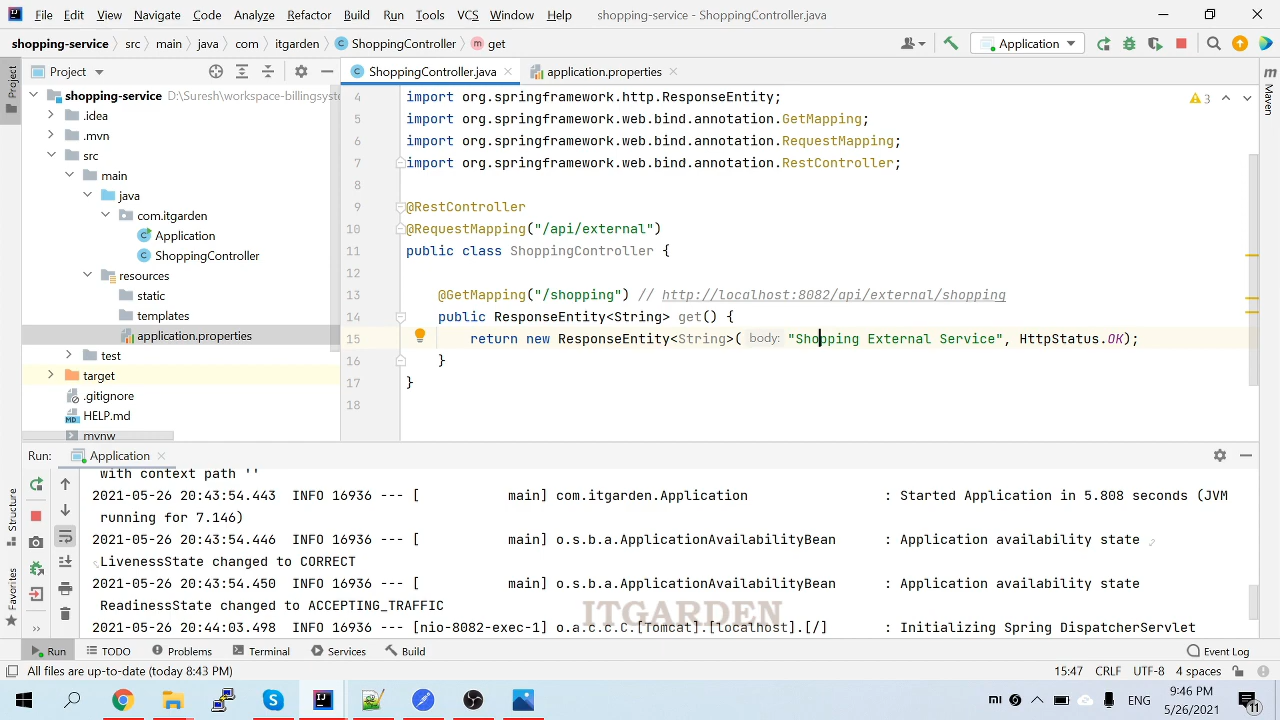 File Edit View Navigate Code Analyze Refactor Build Run Tools VCS Window Help shopping-service - ShoppingController.java
shopping-service src main java com itgarden ShoppingController get Application
Project ShoppingController.java application.properties
shopping-service D:\Suresh\workspace-billingsyste
.idea
.mvn
src
main
java
com.itgarden
Application
ShoppingController
resources
static
templates
application.properties
test
target
.gitignore
HELP.md
mvnw
Project
Structure
Favorites
Maven
3
4 import org.springframework.http.ResponseEntity;
5 import org.springframework.web.bind.annotation.GetMapping;
6 import org.springframework.web.bind.annotation.RequestMapping;
7 import org.springframework.web.bind.annotation.RestController;
8
9 @RestController
10 @RequestMapping("/api/external")
11 public class ShoppingController {
12
13 @GetMapping("/shopping") // http://localhost:8082/api/external/shopping
14 public ResponseEntity<String> get() {
15 return new ResponseEntity<String>( body: "Shopping External Service", HttpStatus.OK);
16 }
17 }
18
Run: Application
with context path ''
2021-05-26 20:43:54.443 INFO 16936 --- [ main] com.itgarden.Application : Started Application in 5.808 seconds (JVM
running for 7.146)
2021-05-26 20:43:54.446 INFO 16936 --- [ main] o.s.b.a.ApplicationAvailabilityBean : Application availability state
LivenessState changed to CORRECT
2021-05-26 20:43:54.450 INFO 16936 --- [ main] o.s.b.a.ApplicationAvailabilityBean : Application availability state
ReadinessState changed to ACCEPTING_TRAFFIC
ITGARDEN
2021-05-26 20:44:03.498 INFO 16936 --- [nio-8082-exec-1] o.a.c.c.C.[Tomcat].[localhost].[/] : Initializing Spring DispatcherServlet
Run TODO Problems Terminal Services Build Event Log
All files are up-to-date (today 8:43 PM) 15:47 CRLF UTF-8 4 spaces
ENG 9:46 PM
5/26/2021 11